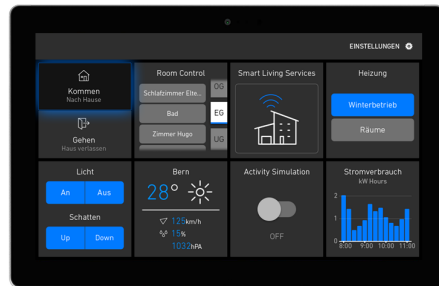 EINSTELLUNGEN
Kommen
Nach Hause
Gehen
Haus verlassen
Room Control
Schlafzimmer Elte...
Bad
Zimmer Hugo
OG
EG
UG
Smart Living Services
Heizung
Winterbetrieb
Räume
Licht
An Aus
Schatten
Up Down
Bern
28°
125km/h
15%
1032hPA
Activity Simulation
OFF
Stromverbrauch
kW Hours
2
1
0
8:00 9:00 10:00 11:00